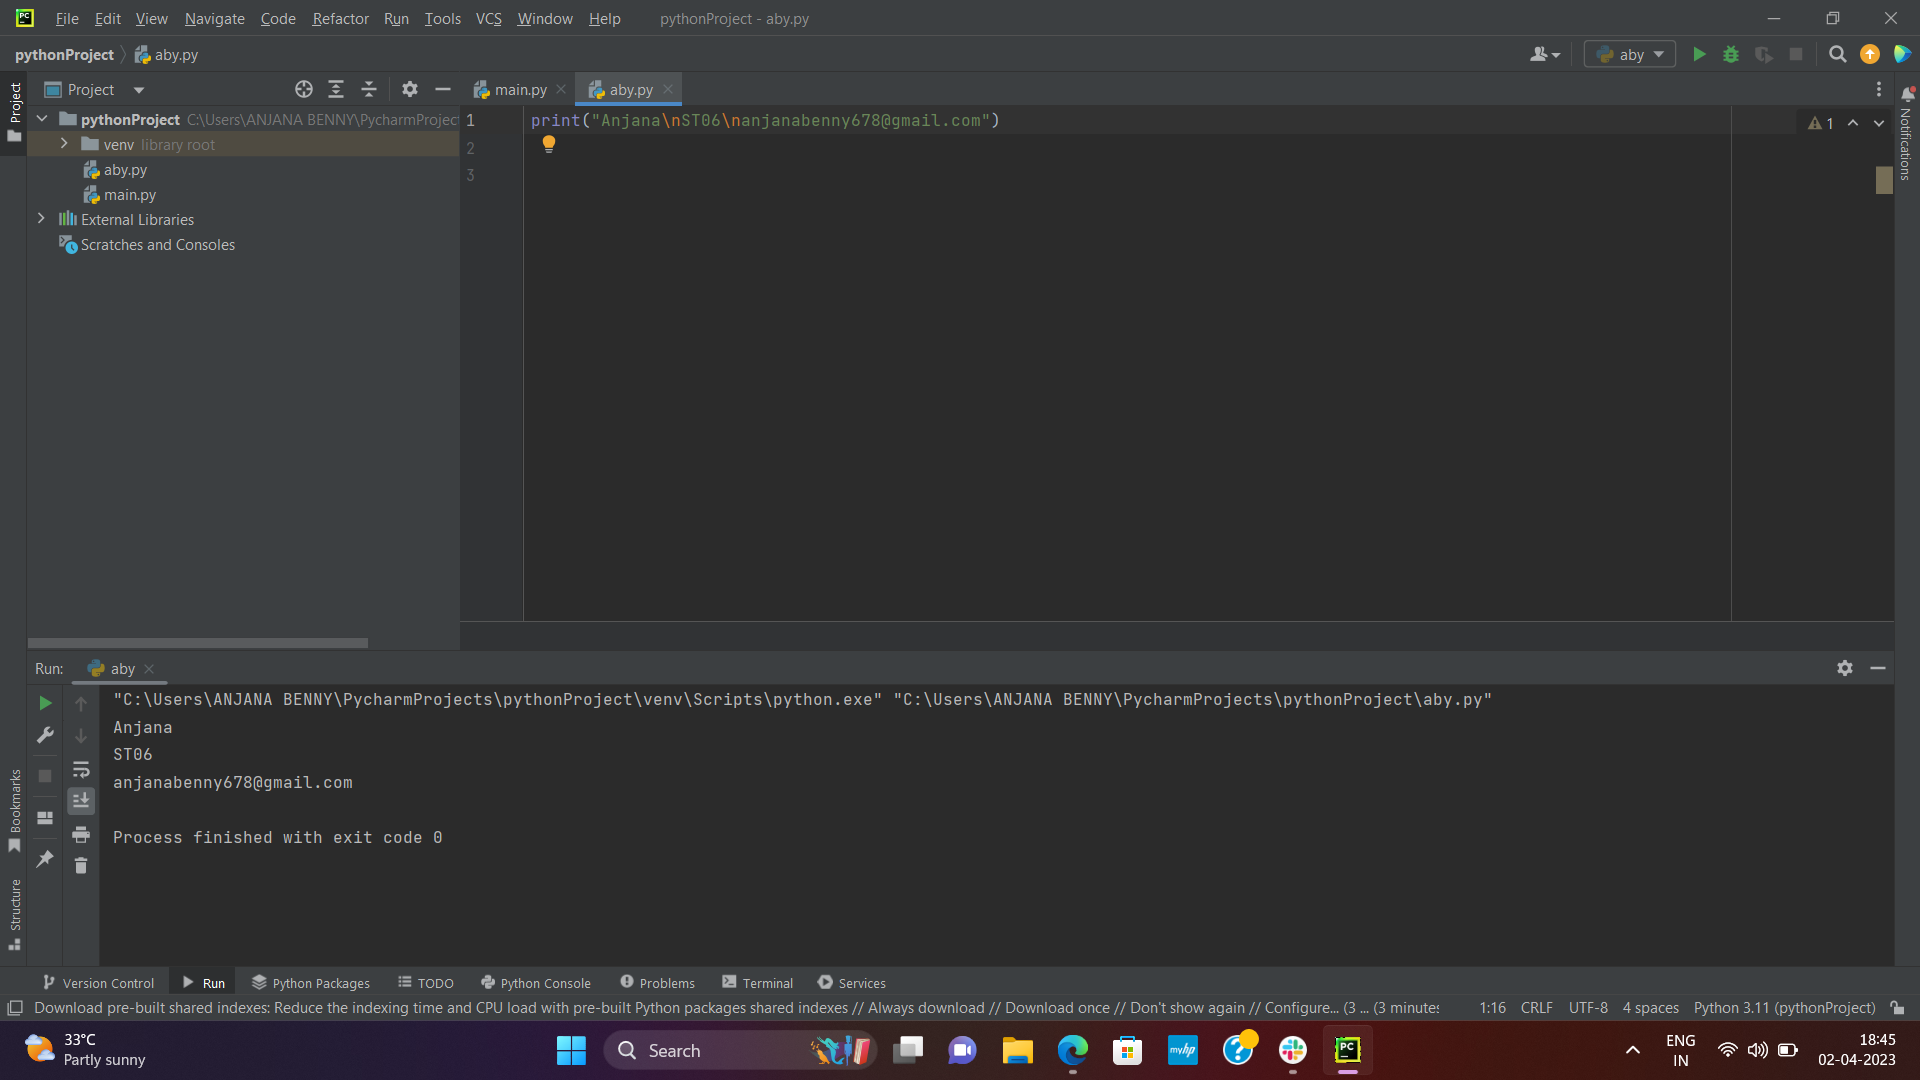 File Edit View Navigate Code Refactor Run Tools VCS Window Help pythonProject - aby.py
pythonProject aby.py aby
Project main.py aby.py
Project
pythonProject C:\Users\ANJANA BENNY\PycharmProject
venv library root
aby.py
main.py
External Libraries
Scratches and Consoles
1 print("Anjana\nST06\nanjanabenny678@gmail.com")
2
3
1
Notifications
Run: aby
"C:\Users\ANJANA BENNY\PycharmProjects\pythonProject\venv\Scripts\python.exe" "C:\Users\ANJANA BENNY\PycharmProjects\pythonProject\aby.py"
Anjana
ST06
anjanabenny678@gmail.com
Process finished with exit code 0
Bookmarks
Structure
Version Control Run Python Packages TODO Python Console Problems Terminal Services
Download pre-built shared indexes: Reduce the indexing time and CPU load with pre-built Python packages shared indexes // Always download // Download once // Don't show again // Configure... (3 ... (3 minutes 1:16 CRLF UTF-8 4 spaces Python 3.11 (pythonProject)
33°C
Partly sunny
Search
myhp
PC
ENG
IN
18:45
02-04-2023